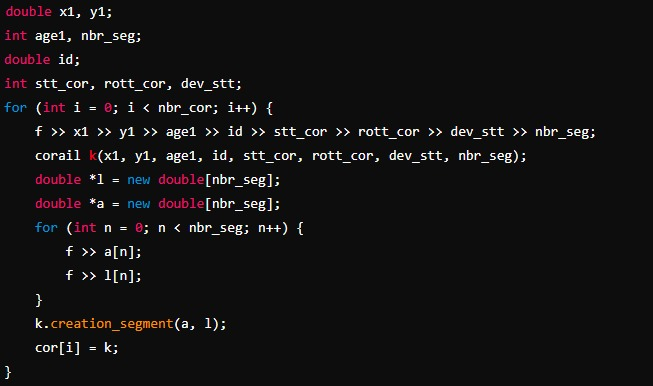 double x1, y1;
int age1, nbr_seg;
double id;
int stt_cor, rott_cor, dev_stt;
for (int i = 0; i < nbr_cor; i++) {
    f >> x1 >> y1 >> age1 >> id >> stt_cor >> rott_cor >> dev_stt >> nbr_seg;
    corail k(x1, y1, age1, id, stt_cor, rott_cor, dev_stt, nbr_seg);
    double *l = new double[nbr_seg];
    double *a = new double[nbr_seg];
    for (int n = 0; n < nbr_seg; n++) {
        f >> a[n];
        f >> l[n];
    }
    k.creation_segment(a, l);
    cor[i] = k;
}